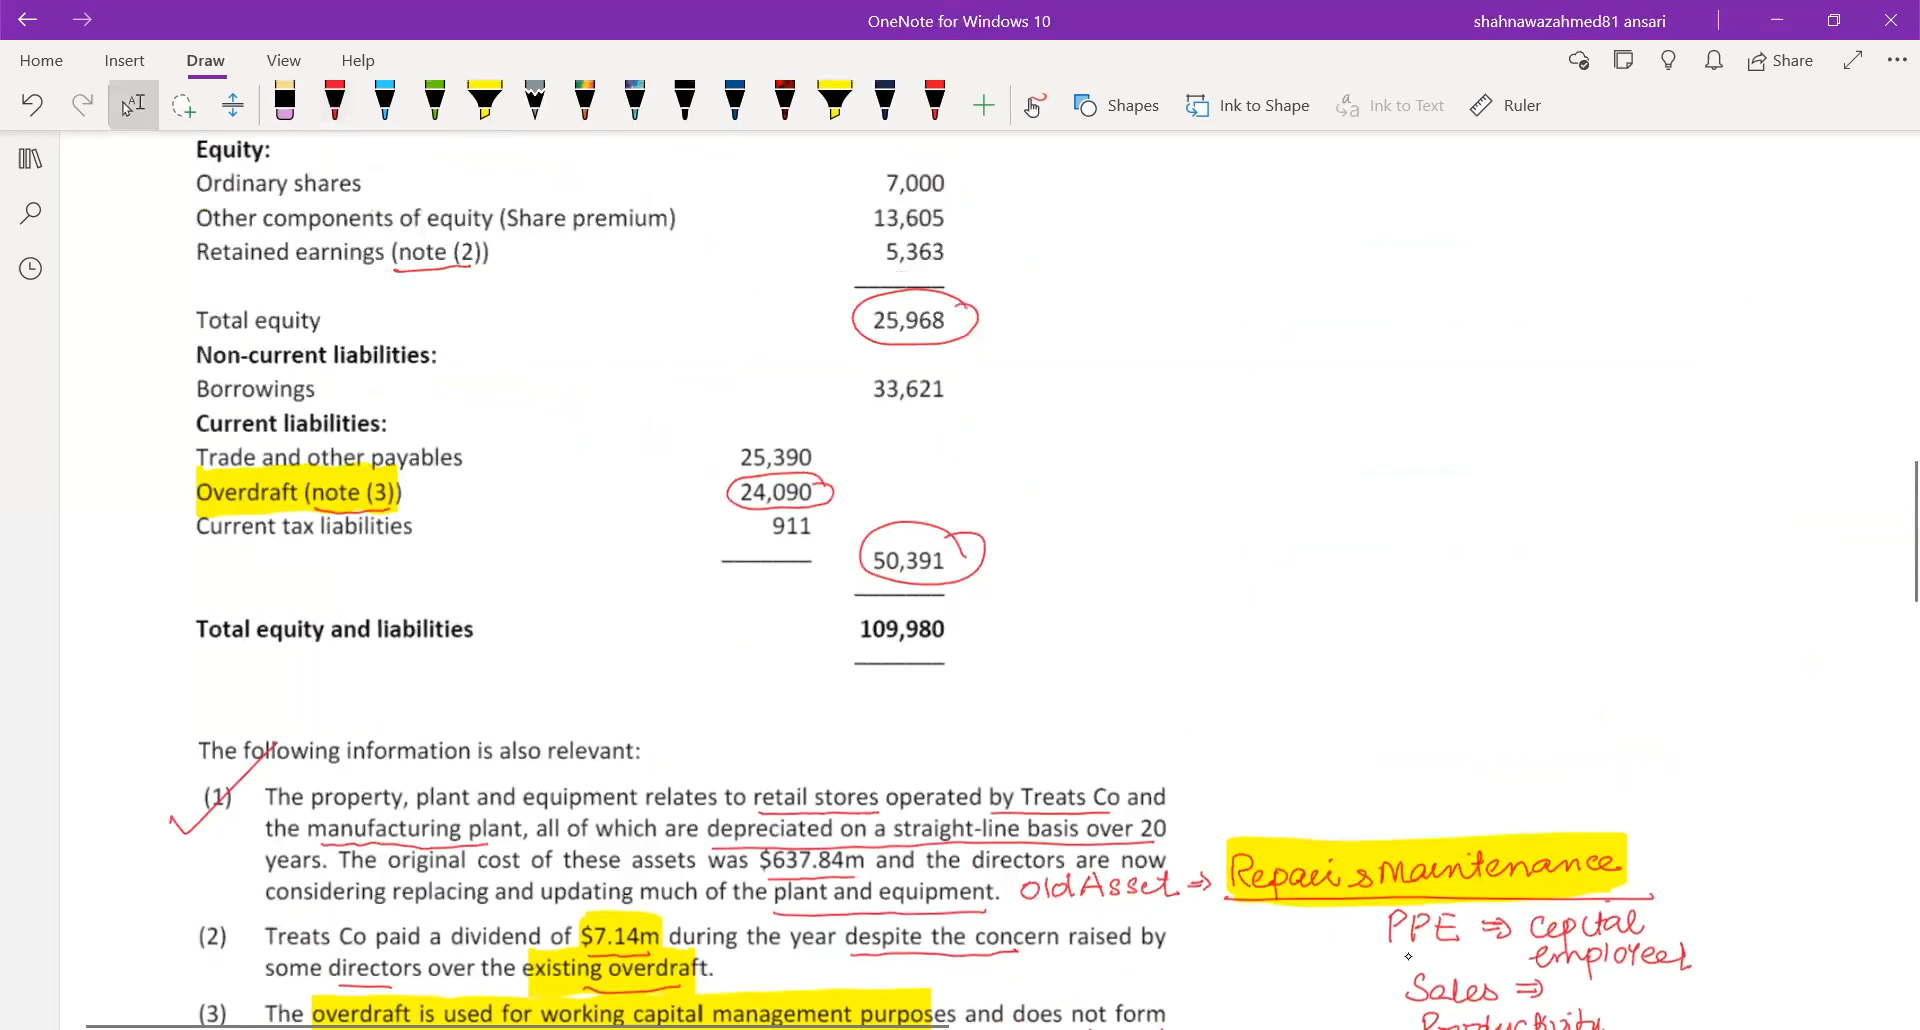 OneNote for Windows 10
shahnawazahmed81 ansari
Home Insert Draw View Help
Share
Shapes
Ink to Shape
Ink to Text
Ruler
Equity:
Ordinary shares 7,000
Other components of equity (Share premium) 13,605
Retained earnings (note (2)) 5,363
Total equity 25,968
Non-current liabilities:
Borrowings 33,621
Current liabilities:
Trade and other payables 25,390
Overdraft (note (3)) 24,090
Current tax liabilities 911
50,391
Total equity and liabilities 109,980
The following information is also relevant:
(1) The property, plant and equipment relates to retail stores operated by Treats Co and
the manufacturing plant, all of which are depreciated on a straight-line basis over 20
years. The original cost of these assets was $637.84m and the directors are now
considering replacing and updating much of the plant and equipment. Old Asset ⇒ Repair & Maintenance
PPE ⇒ Capital
employed
(2) Treats Co paid a dividend of $7.14m during the year despite the concern raised by
some directors over the existing overdraft.
Sales ⇒
(3) The overdraft is used for working capital management purposes and does not form
Productivity